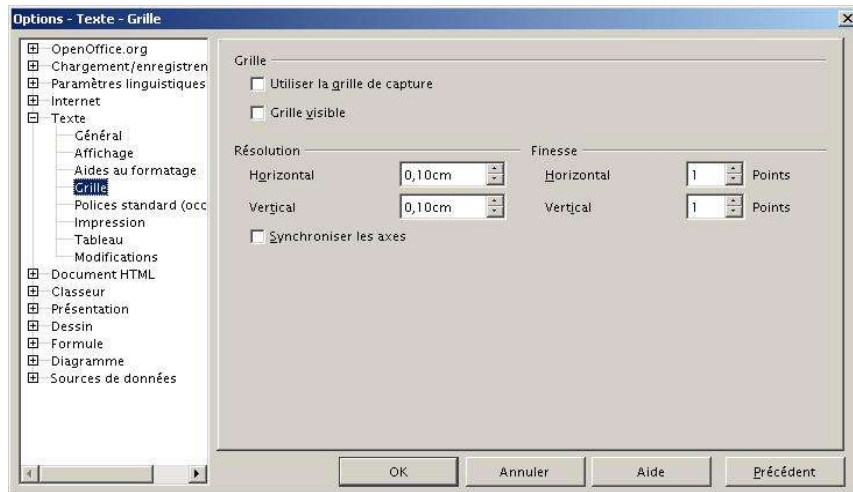 Options - Texte - Grille
OpenOffice.org
Chargement/enregistren
Paramètres linguistiques
Internet
Texte
Général
Affichage
Aides au formatage
Grille
Polices standard (occ
Impression
Tableau
Modifications
Document HTML
Classeur
Présentation
Dessin
Formule
Diagramme
Sources de données
Grille
Utiliser la grille de capture
Grille visible
Résolution
Horizontal 0,10cm
Vertical 0,10cm
Synchroniser les axes
Finesse
Horizontal 1 Points
Vertical 1 Points
OK Annuler Aide Précédent